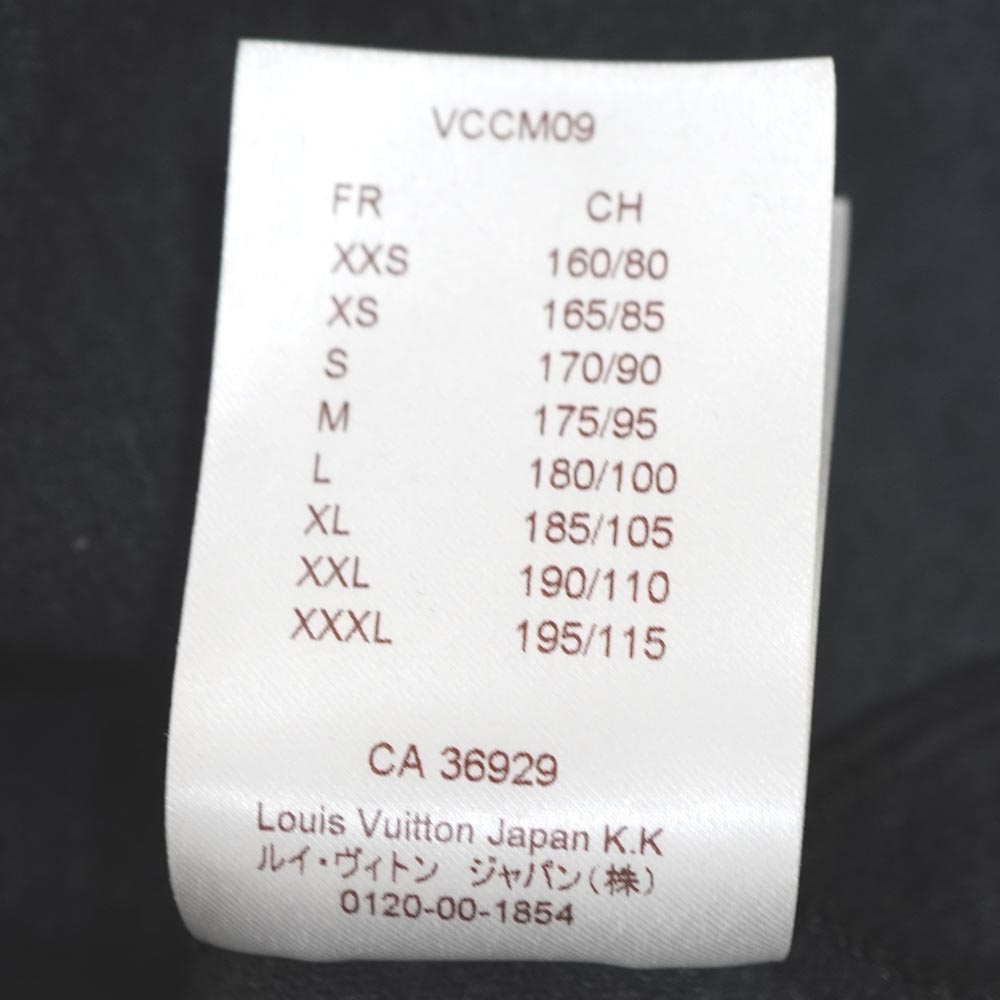 VCCM09
FR CH
XXS 160/80
XS 165/85
S 170/90
M 175/95
L 180/100
XL 185/105
XXL 190/110
XXXL 195/115
CA 36929
Louis Vuitton Japan K.K
ルイ・ヴィトン ジャパン(株)
0120-00-1854